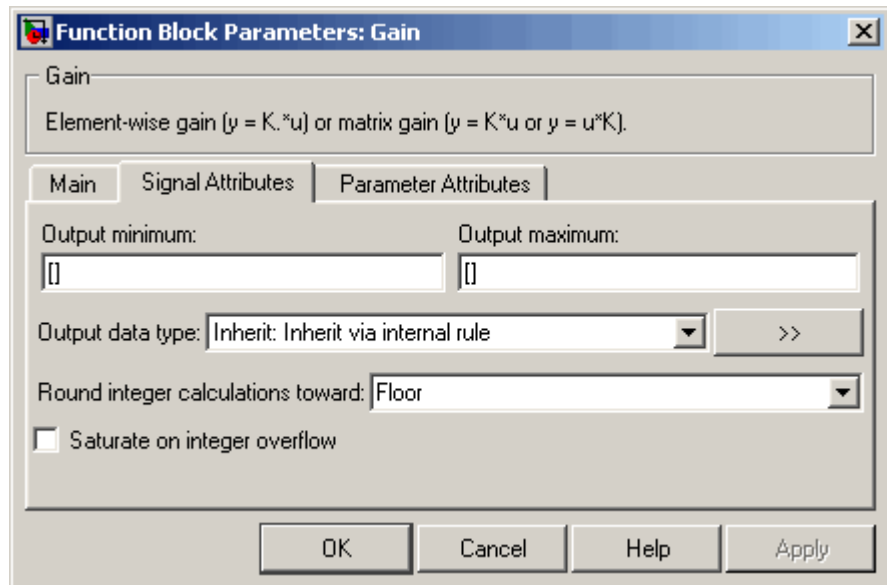 Function Block Parameters: Gain
Gain
Element-wise gain (y = K.*u) or matrix gain (y = K*u or y = u*K).
Main Signal Attributes Parameter Attributes
Output minimum: Output maximum:
[] []
Output data type: Inherit: Inherit via internal rule >>
Round integer calculations toward: Floor
Saturate on integer overflow
OK Cancel Help Apply